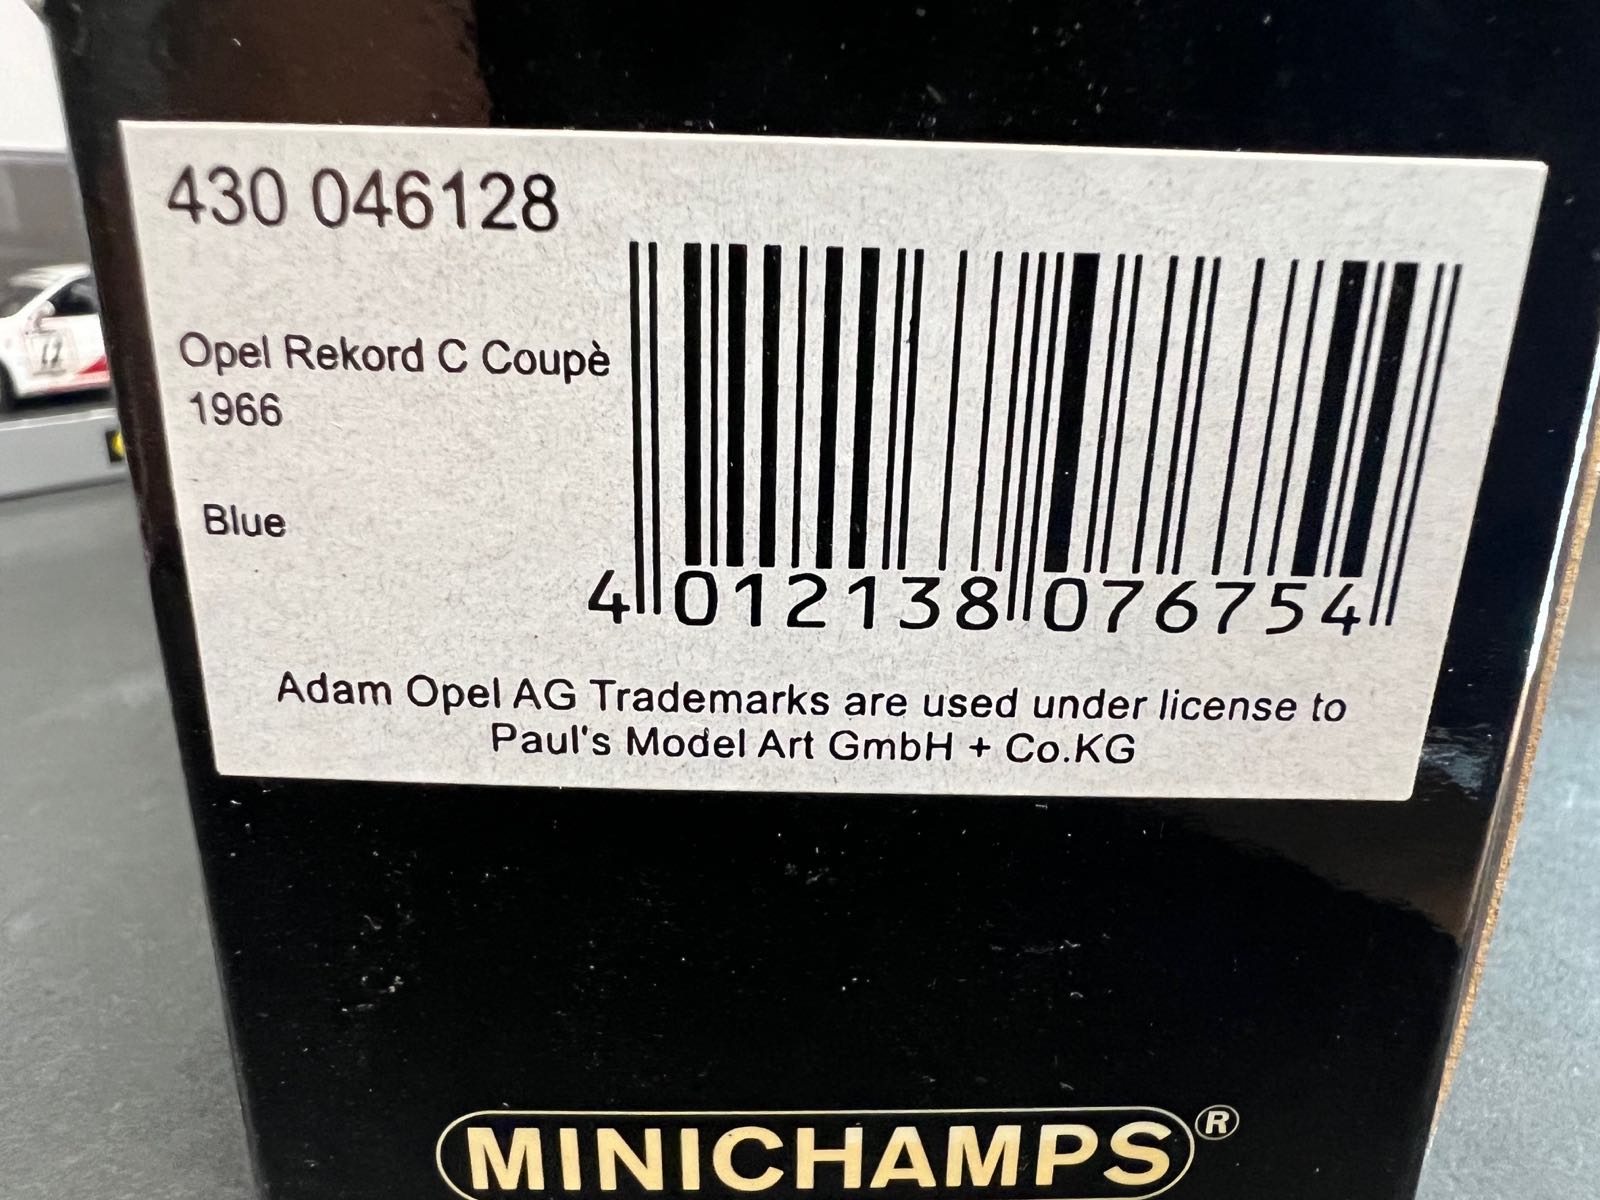 430 046128
Opel Rekord C Coupè
1966
Blue
4 012138 076754
Adam Opel AG Trademarks are used under license to
Paul's Model Art GmbH + Co.KG
MINICHAMPS®
12